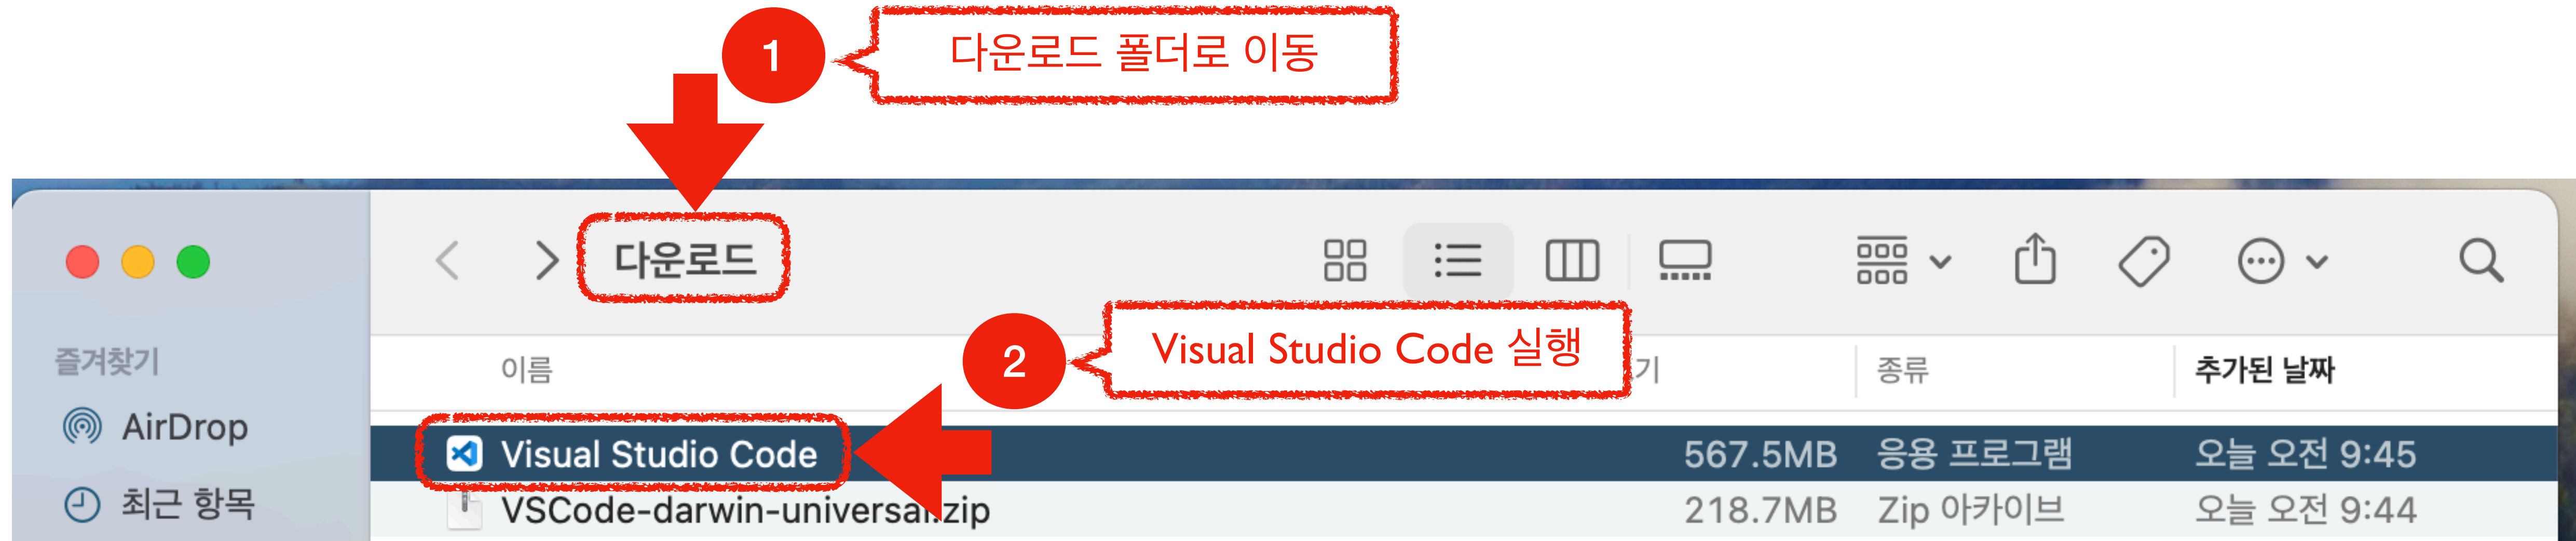 1
다운로드 폴더로 이동
다운로드
즐겨찾기
AirDrop
최근 항목
2
Visual Studio Code 실행
이름
기
종류
추가된 날짜
Visual Studio Code
567.5MB
응용 프로그램
오늘 오전 9:45
VSCode-darwin-universal.zip
218.7MB
Zip 아카이브
오늘 오전 9:44